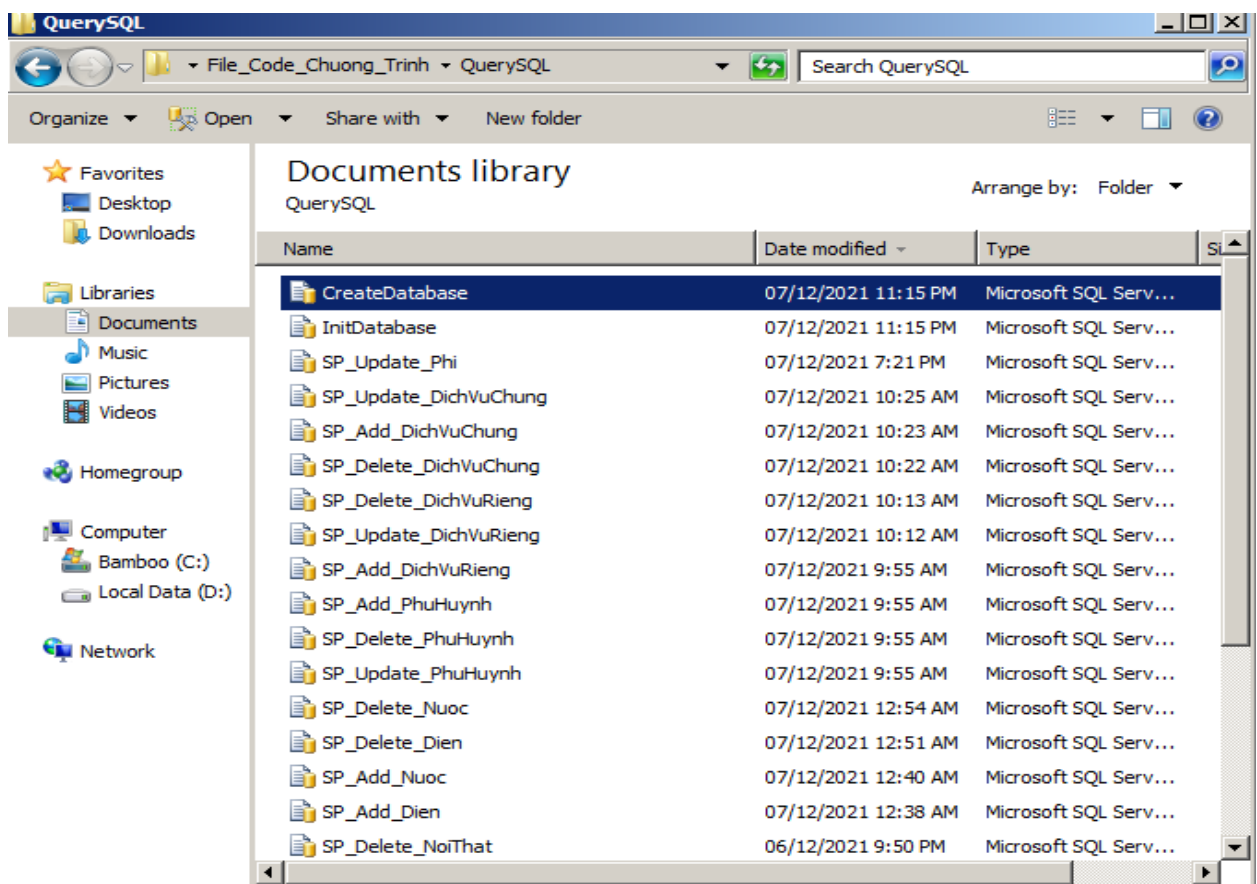 QuerySQL
File_Code_Chuong_Trinh QuerySQL Search QuerySQL
Organize Open Share with New folder
Favorites
Desktop
Downloads
Libraries
Documents
Music
Pictures
Videos
Homegroup
Computer
Bamboo (C:)
Local Data (D:)
Network
Documents library
QuerySQL
Arrange by: Folder
Name Date modified Type Si
CreateDatabase 07/12/2021 11:15 PM Microsoft SQL Serv...
InitDatabase 07/12/2021 11:15 PM Microsoft SQL Serv...
SP_Update_Phi 07/12/2021 7:21 PM Microsoft SQL Serv...
SP_Update_DichVuChung 07/12/2021 10:25 AM Microsoft SQL Serv...
SP_Add_DichVuChung 07/12/2021 10:23 AM Microsoft SQL Serv...
SP_Delete_DichVuChung 07/12/2021 10:22 AM Microsoft SQL Serv...
SP_Delete_DichVuRieng 07/12/2021 10:13 AM Microsoft SQL Serv...
SP_Update_DichVuRieng 07/12/2021 10:12 AM Microsoft SQL Serv...
SP_Add_DichVuRieng 07/12/2021 9:55 AM Microsoft SQL Serv...
SP_Add_PhuHuynh 07/12/2021 9:55 AM Microsoft SQL Serv...
SP_Delete_PhuHuynh 07/12/2021 9:55 AM Microsoft SQL Serv...
SP_Update_PhuHuynh 07/12/2021 9:55 AM Microsoft SQL Serv...
SP_Delete_Nuoc 07/12/2021 12:54 AM Microsoft SQL Serv...
SP_Delete_Dien 07/12/2021 12:51 AM Microsoft SQL Serv...
SP_Add_Nuoc 07/12/2021 12:40 AM Microsoft SQL Serv...
SP_Add_Dien 07/12/2021 12:38 AM Microsoft SQL Serv...
SP_Delete_NoiThat 06/12/2021 9:50 PM Microsoft SQL Serv...